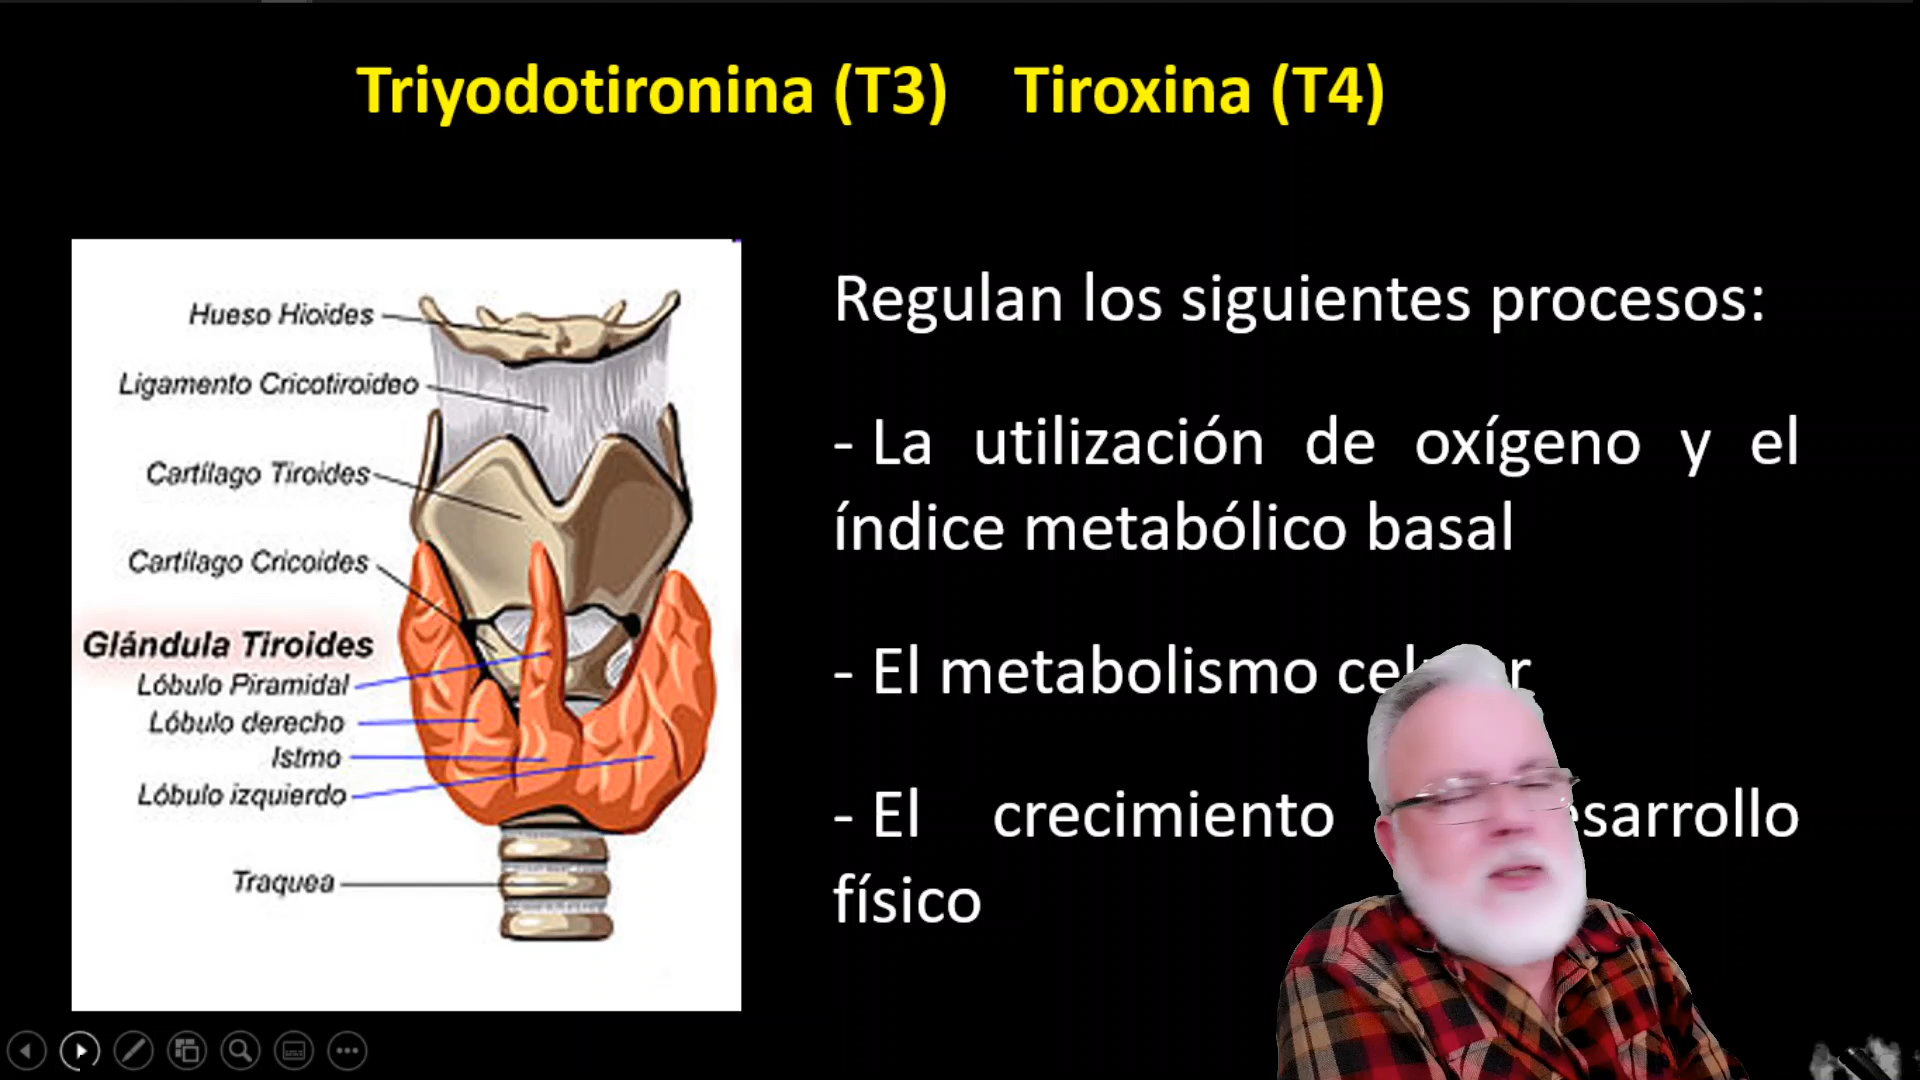 Triyodotironina (T3) Tiroxina (T4)
Hueso Hioides
Ligamento Cricotiroideo
Cartílago Tiroides
Cartílago Cricoides
Glándula Tiroides
Lóbulo Piramidal
Lóbulo derecho
Istmo
Lóbulo izquierdo
Traquea
Regulan los siguientes procesos:
- La utilización de oxígeno y el
índice metabólico basal
- El metabolismo
- El crecimiento
físico